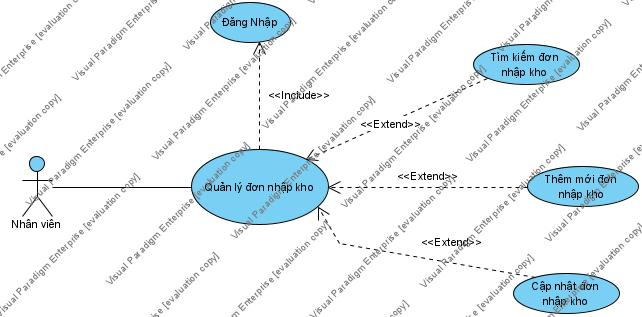 Đăng Nhập
Tìm kiếm đơn
nhập kho
<<Include>>
<<Extend>>
Quản lý đơn nhập kho
<<Extend>>
Thêm mới đơn
nhập kho
Nhân viên
<<Extend>>
Cập nhật đơn
nhập kho
Visual Paradigm Enterprise [evaluation copy]